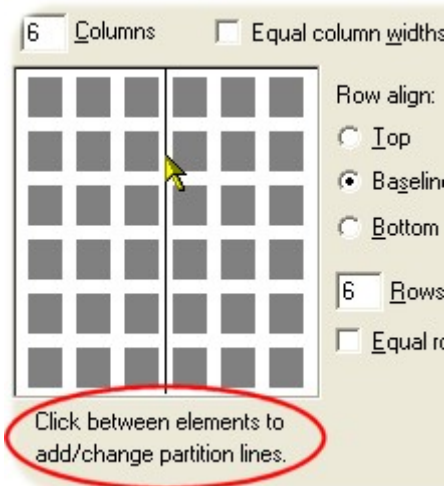 6 Columns Equal column widths
Row align:
Top
Baseline
Bottom
6 Rows
Equal
Click between elements to
add/change partition lines.